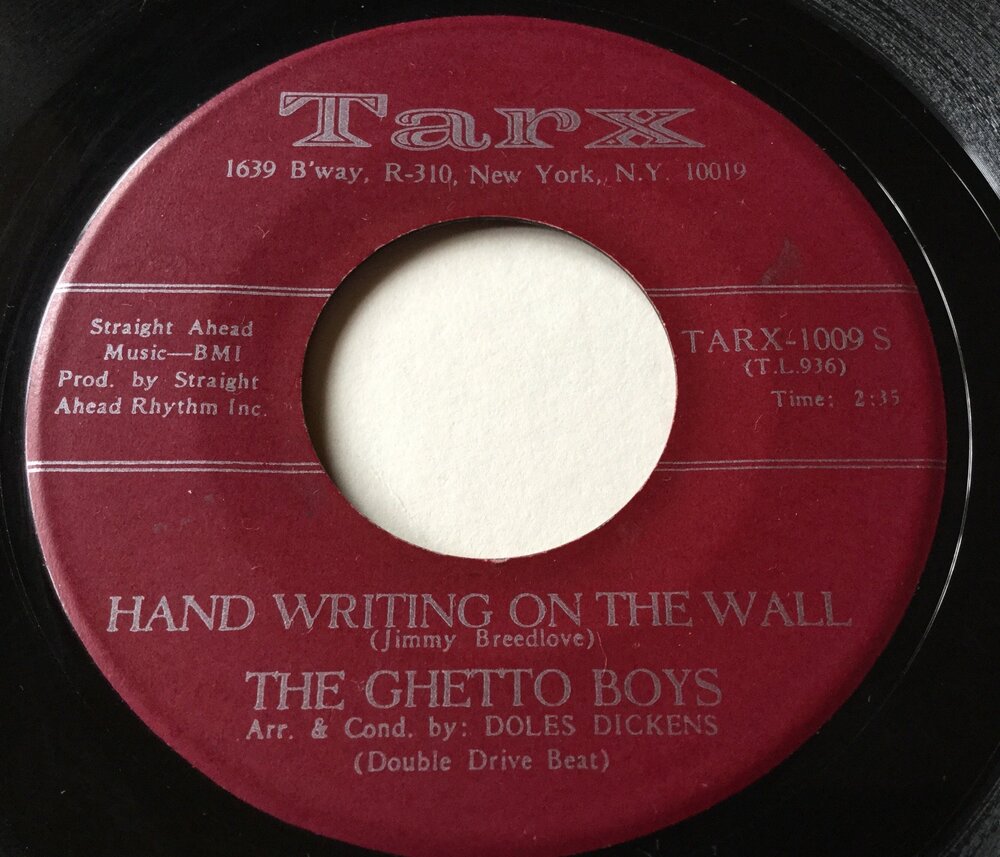 Tarx
1639 B'way, R-310, New York, N.Y. 10019
Straight Ahead
Music—BMI
Prod. by Straight
Ahead Rhythm Inc.
TARX-1009 S
(T.L.936)
Time: 2:35
HAND WRITING ON THE WALL
(Jimmy Breedlove)
THE GHETTO BOYS
Arr. & Cond. by: DOLES DICKENS
(Double Drive Beat)